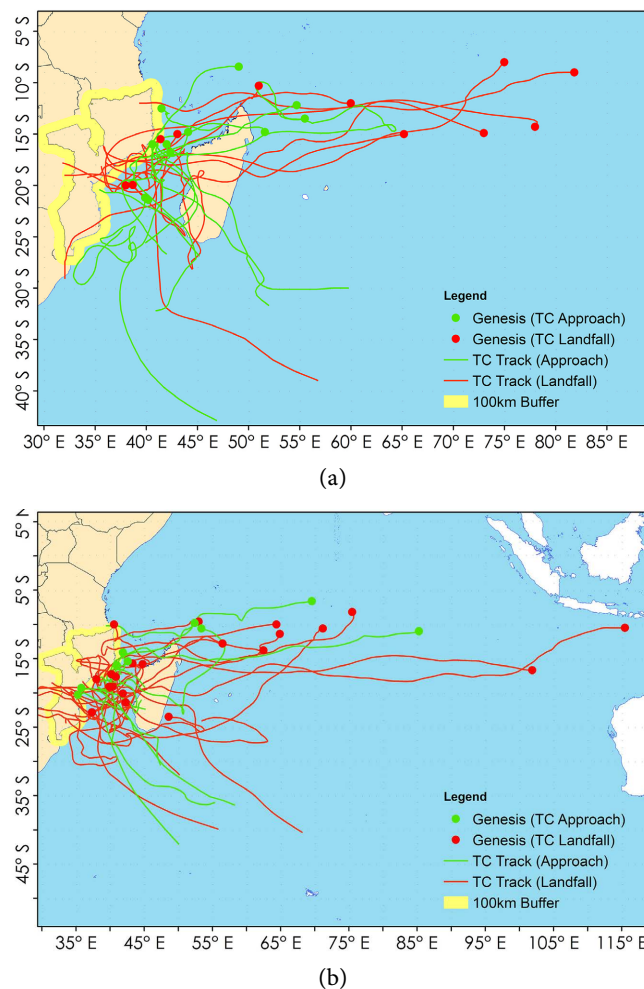 5° S
10° S
15° S
20° S
25° S
30° S
35° S
40° S
Legend
Genesis (TC Approach)
Genesis (TC Landfall)
TC Track (Approach)
TC Track (Landfall)
100km Buffer
30° E 35° E 40° E 45° E 50° E 55° E 60° E 65° E 70° E 75° E 80° E 85° E
(a)
5° N
5° S
15° S
25° S
35° S
45° S
Legend
Genesis (TC Approach)
Genesis (TC Landfall)
TC Track (Approach)
TC Track (Landfall)
100km Buffer
35° E 45° E 55° E 65° E 75° E 85° E 95° E 105° E 115° E
(b)